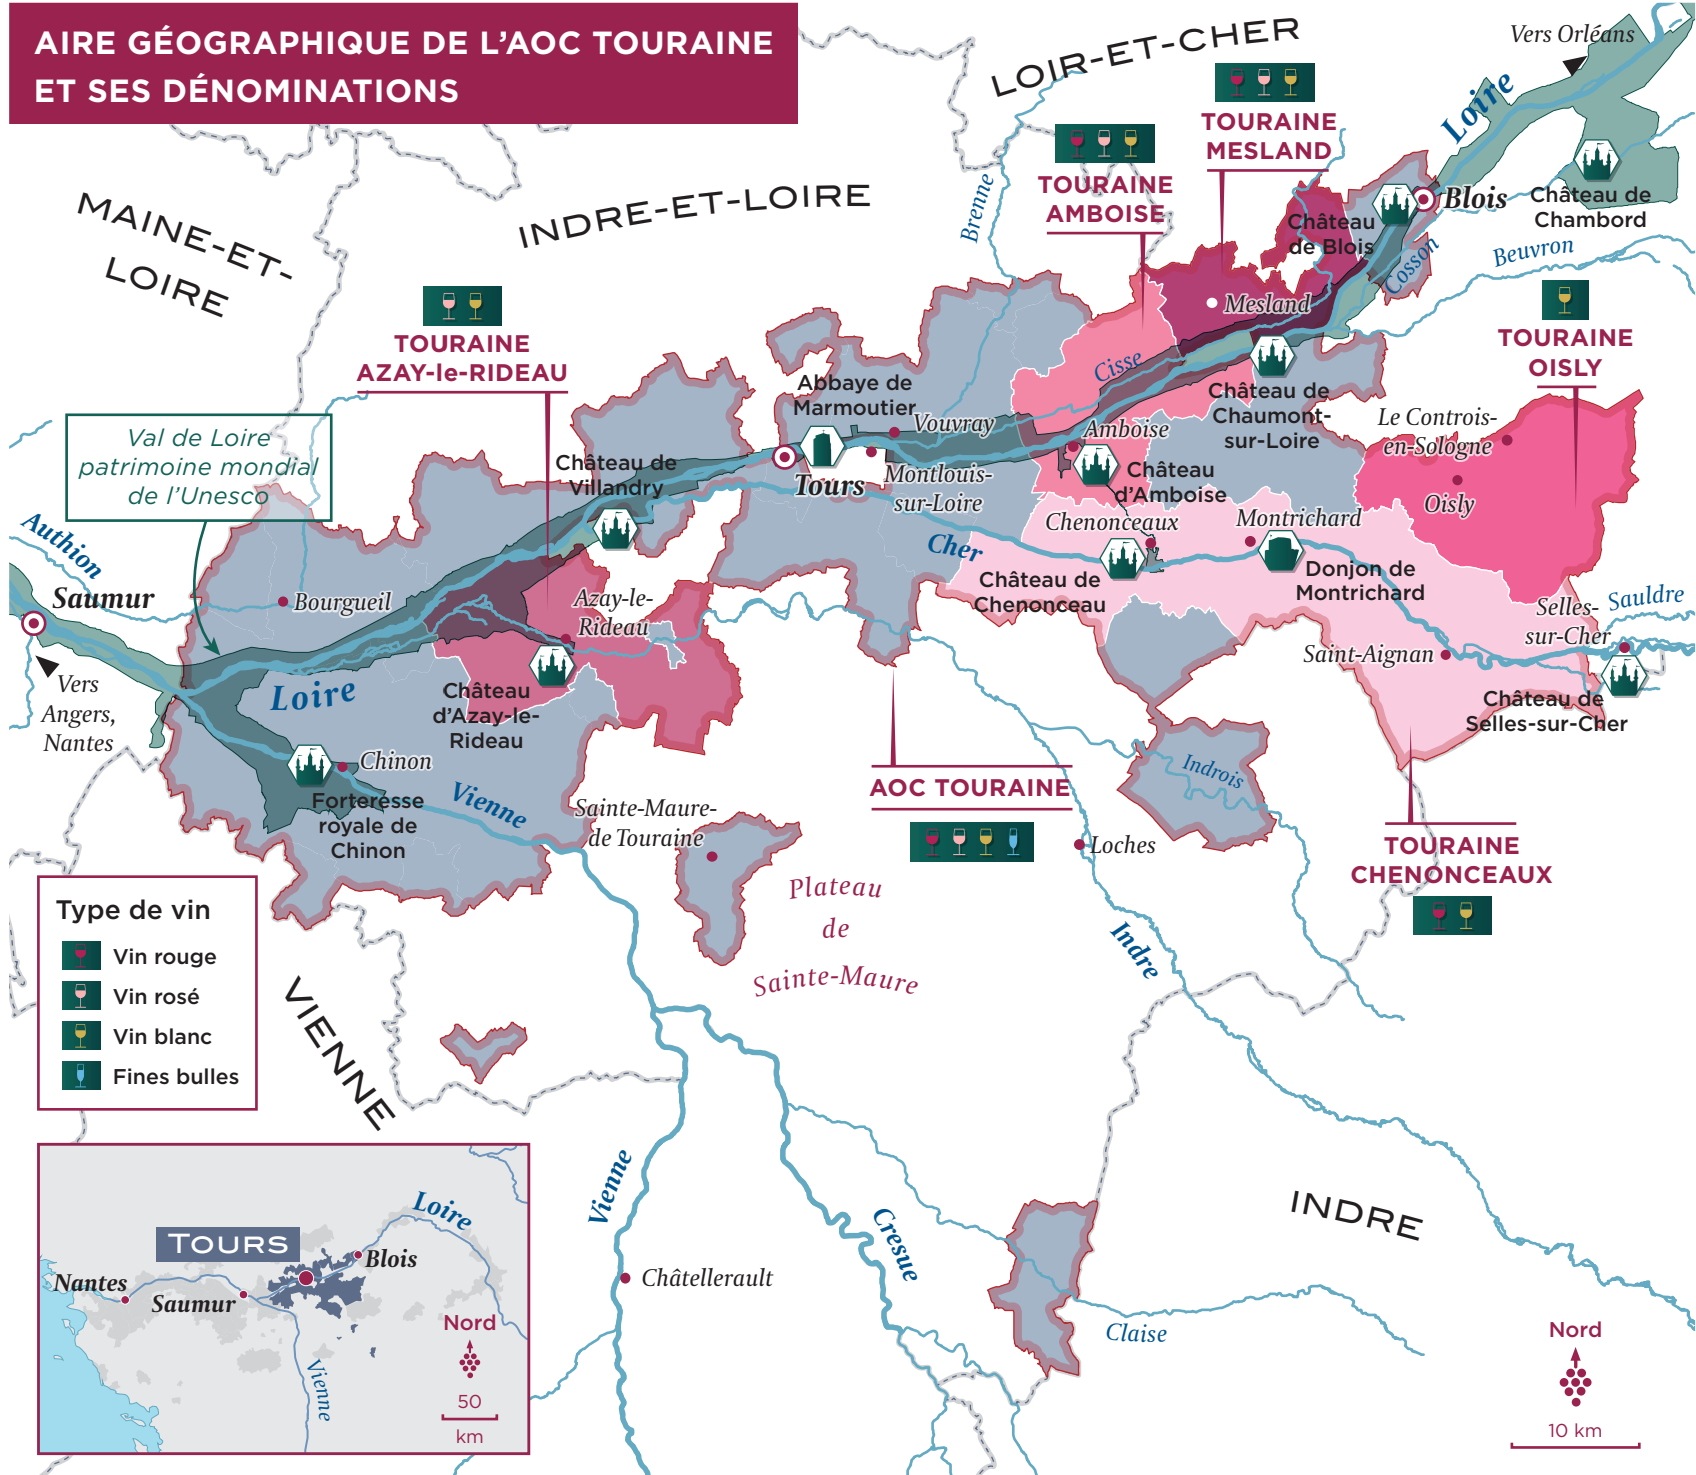 AIRE GÉOGRAPHIQUE DE L'AOC TOURAINE
ET SES DÉNOMINATIONS
LOIR-ET-CHER
Vers Orléans
Loire
TOURAINE
MESLAND
TOURAINE
AMBOISE
Brenne
MAINE-ET-
LOIRE
INDRE-ET-LOIRE
Château
de Blois
Blois
Château de
Chambord
Cosson
Beuvron
Mesland
TOURAINE
OISLY
TOURAINE
AZAY-le-RIDEAU
Cisse
Abbaye de
Marmoutier
Vouvray
Château de
Chaumont-
sur-Loire
Le Controis-
en-Sologne
Oisly
Val de Loire
patrimoine mondial
de l'Unesco
Château de
Villandry
Tours
Montlouis-
sur-Loire
Amboise
Château
d'Amboise
Authion
Saumur
Bourgueil
Cher
Chenonceaux
Château de
Chenonceau
Montrichard
Donjon de
Montrichard
Azay-le-
Rideau
Selles-
sur-Cher
Sauldre
Saint-Aignan
Château de
Selles-sur-Cher
Vers
Angers,
Nantes
Loire
Château
d'Azay-le-
Rideau
Chinon
Forteresse
royale de
Chinon
Vienne
Sainte-Maure-
de Touraine
AOC TOURAINE
Indrois
Loches
TOURAINE
CHENONCEAUX
Plateau
de
Sainte-Maure
Indre
Type de vin
Vin rouge
Vin rosé
Vin blanc
Fines bulles
VIENNE
Vienne
Cresue
INDRE
Châtellerault
Claise
TOURS
Loire
Blois
Nantes
Saumur
Vienne
Nord
50
km
Nord
10 km